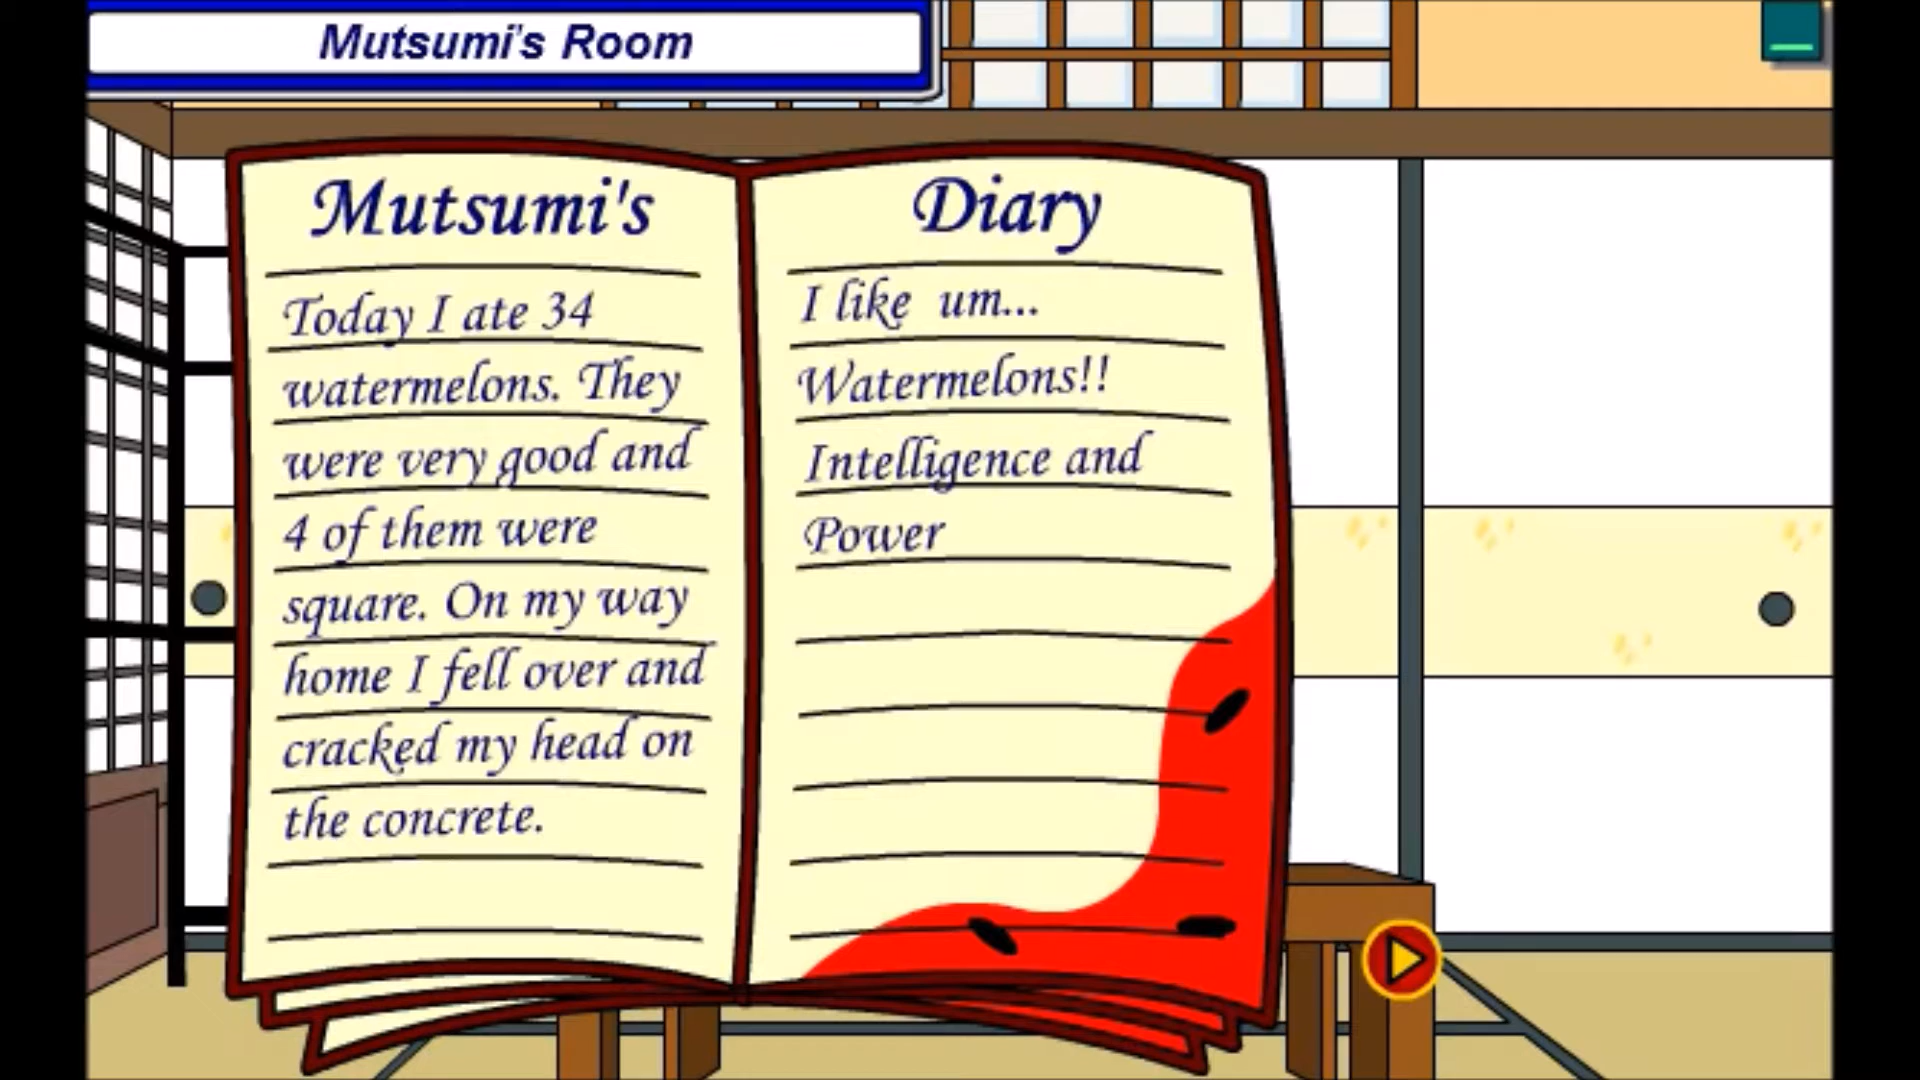 Mutsumi's Room
Mutsumi's
Today I ate 34
watermelons. They
were very good and
4 of them were
square. On my way
home I fell over and
cracked my head on
the concrete.
Diary
I like um...
Watermelons!!
Intelligence and
Power